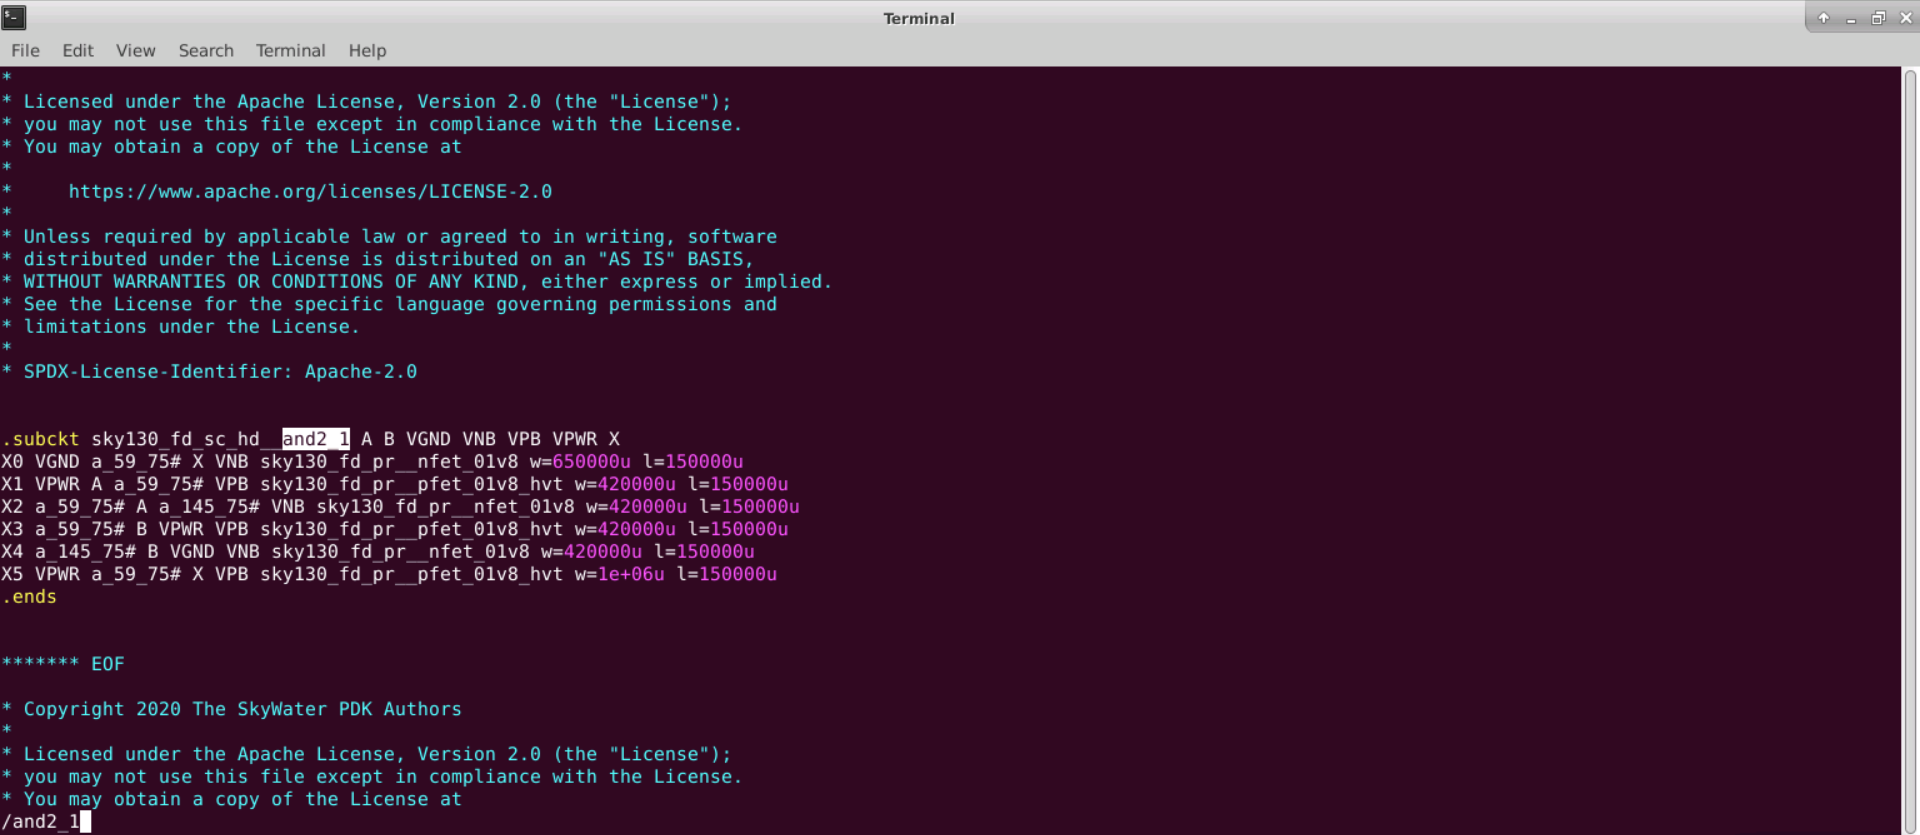 Terminal
File Edit View Search Terminal Help
*
* Licensed under the Apache License, Version 2.0 (the "License");
* you may not use this file except in compliance with the License.
* You may obtain a copy of the License at
*
*     https://www.apache.org/licenses/LICENSE-2.0
*
* Unless required by applicable law or agreed to in writing, software
* distributed under the License is distributed on an "AS IS" BASIS,
* WITHOUT WARRANTIES OR CONDITIONS OF ANY KIND, either express or implied.
* See the License for the specific language governing permissions and
* limitations under the License.
*
* SPDX-License-Identifier: Apache-2.0
.subckt sky130_fd_sc_hd__and2_1 A B VGND VNB VPB VPWR X
X0 VGND a_59_75# X VNB sky130_fd_pr__nfet_01v8 w=650000u l=150000u
X1 VPWR A a_59_75# VPB sky130_fd_pr__pfet_01v8_hvt w=420000u l=150000u
X2 a_59_75# A a_145_75# VNB sky130_fd_pr__nfet_01v8 w=420000u l=150000u
X3 a_59_75# B VPWR VPB sky130_fd_pr__pfet_01v8_hvt w=420000u l=150000u
X4 a_145_75# B VGND VNB sky130_fd_pr__nfet_01v8 w=420000u l=150000u
X5 VPWR a_59_75# X VPB sky130_fd_pr__pfet_01v8_hvt w=1e+06u l=150000u
.ends
******* EOF
* Copyright 2020 The SkyWater PDK Authors
*
* Licensed under the Apache License, Version 2.0 (the "License");
* you may not use this file except in compliance with the License.
* You may obtain a copy of the License at
/and2_1